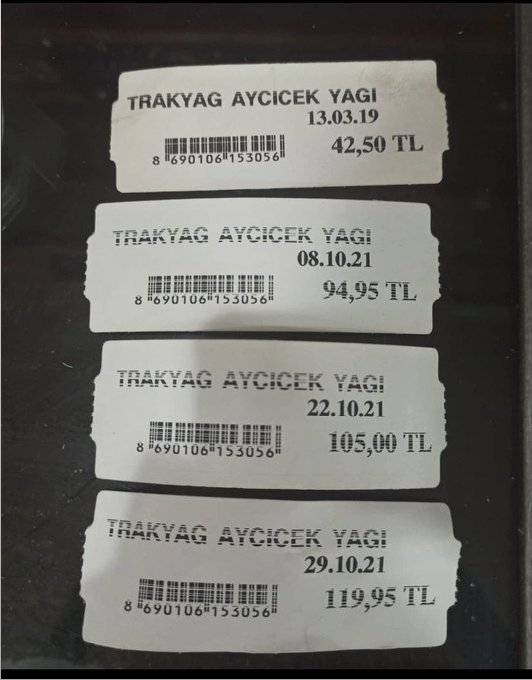 TRAKYAG AYCICEK YAGI
13.03.19
8 690106 153056
42,50 TL
TRAKYAG AYCICEK YAGI
08.10.21
8 690106 153056
94,95 TL
TRAKYAG AYCICEK YAGI
22.10.21
8 690106 153056
105,00 TL
TRAKYAG AYCICEK YAGI
29.10.21
8 690106 153056
119,95 TL